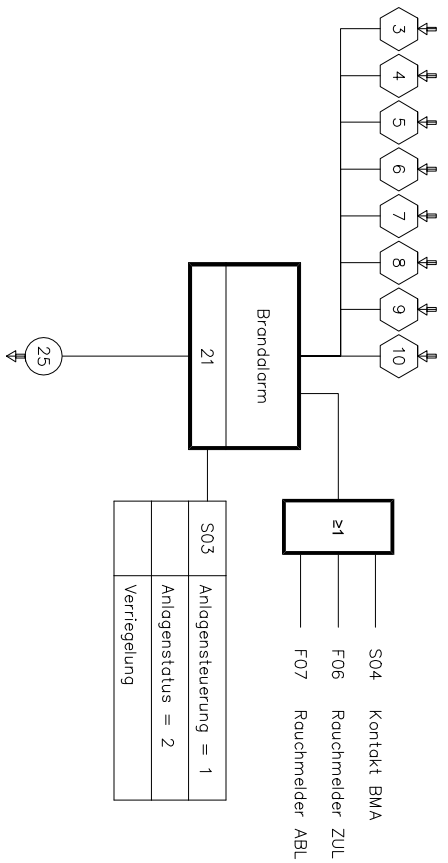 3
4
5
6
7
8
9
10
Brandalarm
21
25
≥1
S04 Kontakt BMA
F06 Rauchmelder ZUL
F07 Rauchmelder ABL
S03 Anlagensteuerung = 1
Anlagenstatus = 2
Verriegelung